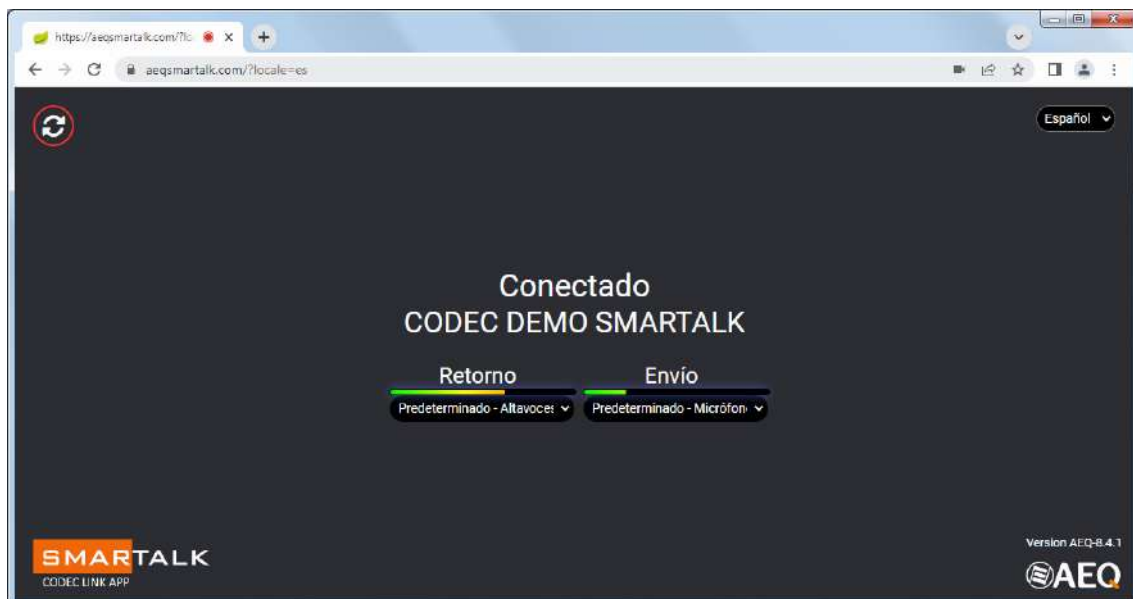 https://aeqsmartalk.com/?lo
aeqsmartalk.com/?locale=es
Español
Conectado
CODEC DEMO SMARTALK
Retorno
Envío
Predeterminado - Altavoces
Predeterminado - Micrófon
SMARTALK
CODEC LINK APP
Version AEQ-8.4.1
AEQ